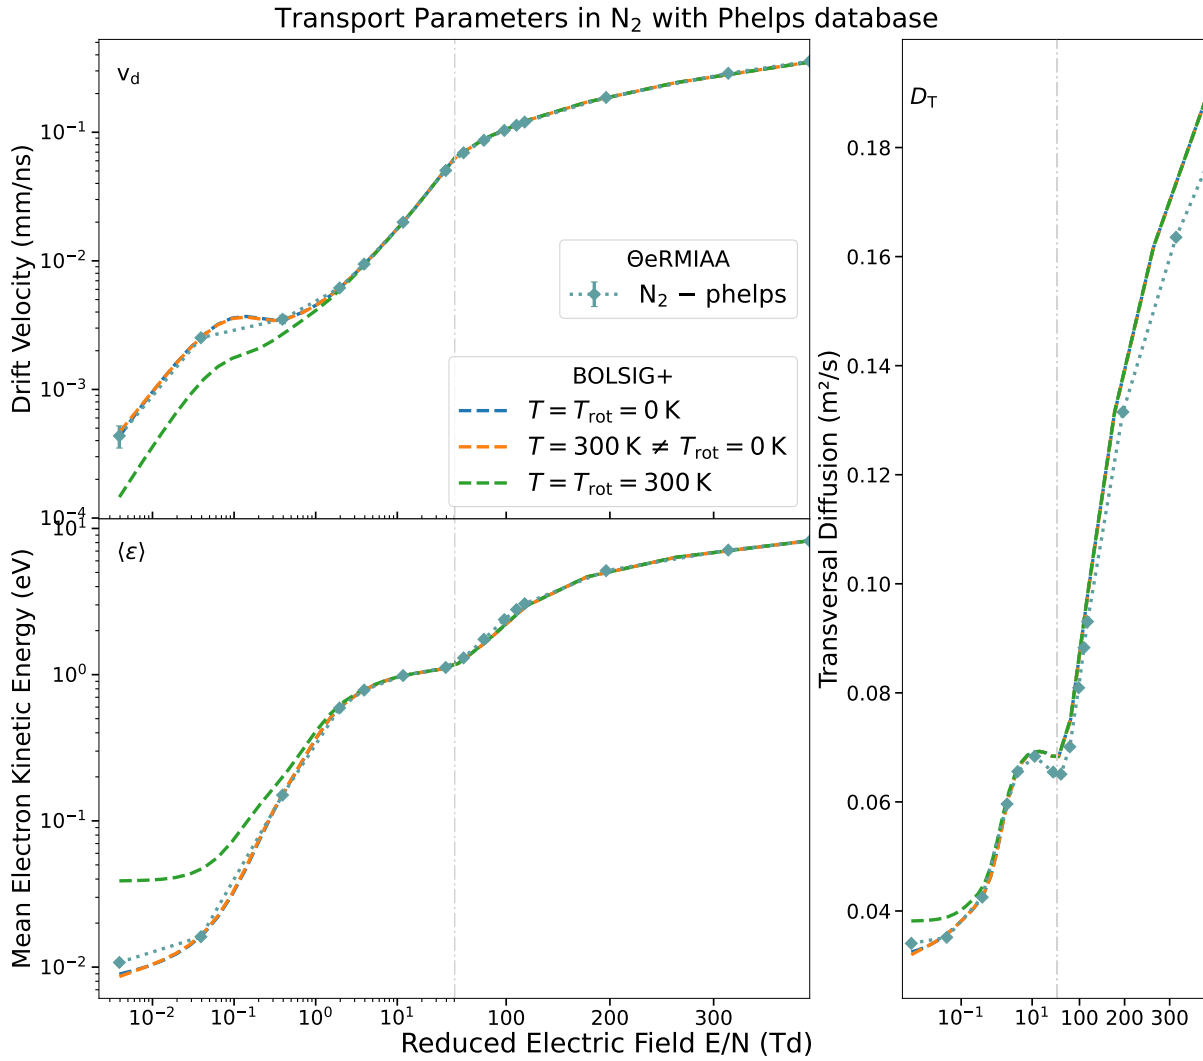 Transport Parameters in N₂ with Phelps database
v_d
Drift Velocity (mm/ns)
10⁻¹
10⁻²
10⁻³
10⁻⁴
ΘeRMIAA
N₂ − phelps
BOLSIG+
T = T_rot = 0 K
T = 300 K ≠ T_rot = 0 K
T = T_rot = 300 K
⟨ε⟩
Mean Electron Kinetic Energy (eV)
10¹
10⁰
10⁻¹
10⁻²
10⁻² 10⁻¹ 10⁰ 10¹ 100 200 300
Reduced Electric Field E/N (Td)
D_T
Transversal Diffusion (m²/s)
0.18
0.16
0.14
0.12
0.10
0.08
0.06
0.04
10⁻¹ 10¹ 100 200 300